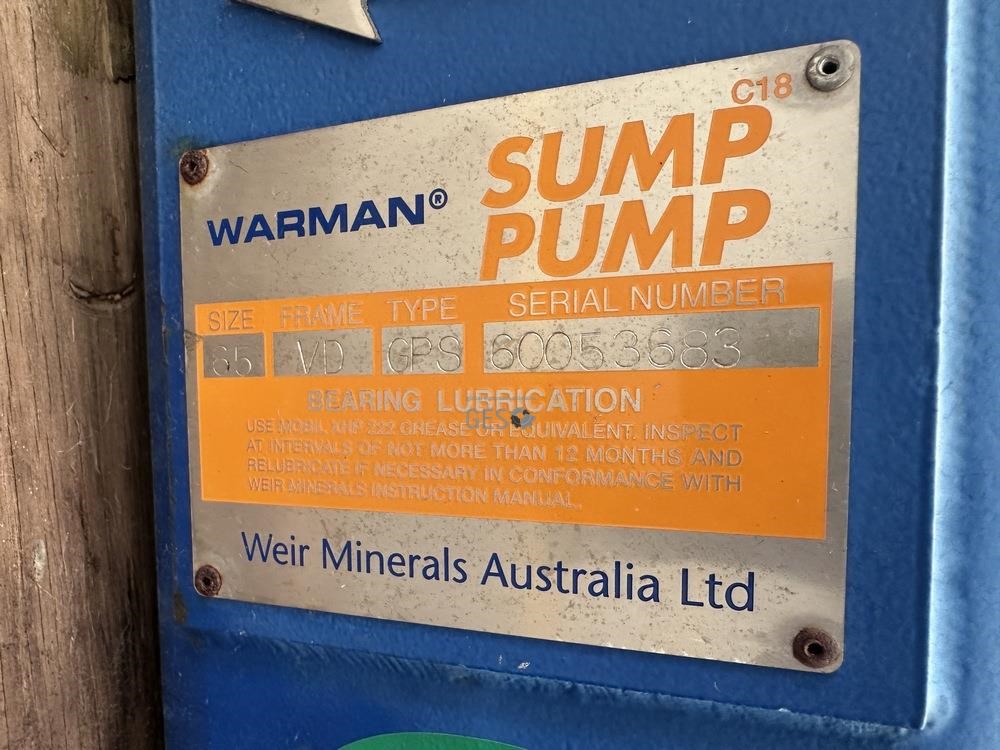 C18
WARMAN®
SUMP
PUMP
SIZE FRAME TYPE SERIAL NUMBER
65 VD GPS 60053683
BEARING LUBRICATION
GES
USE MOBIL XHP 222 GREASE OR EQUIVALENT. INSPECT
AT INTERVALS OF NOT MORE THAN 12 MONTHS AND
RELUBRICATE IF NECESSARY IN CONFORMANCE WITH
WEIR MINERALS INSTRUCTION MANUAL.
Weir Minerals Australia Ltd